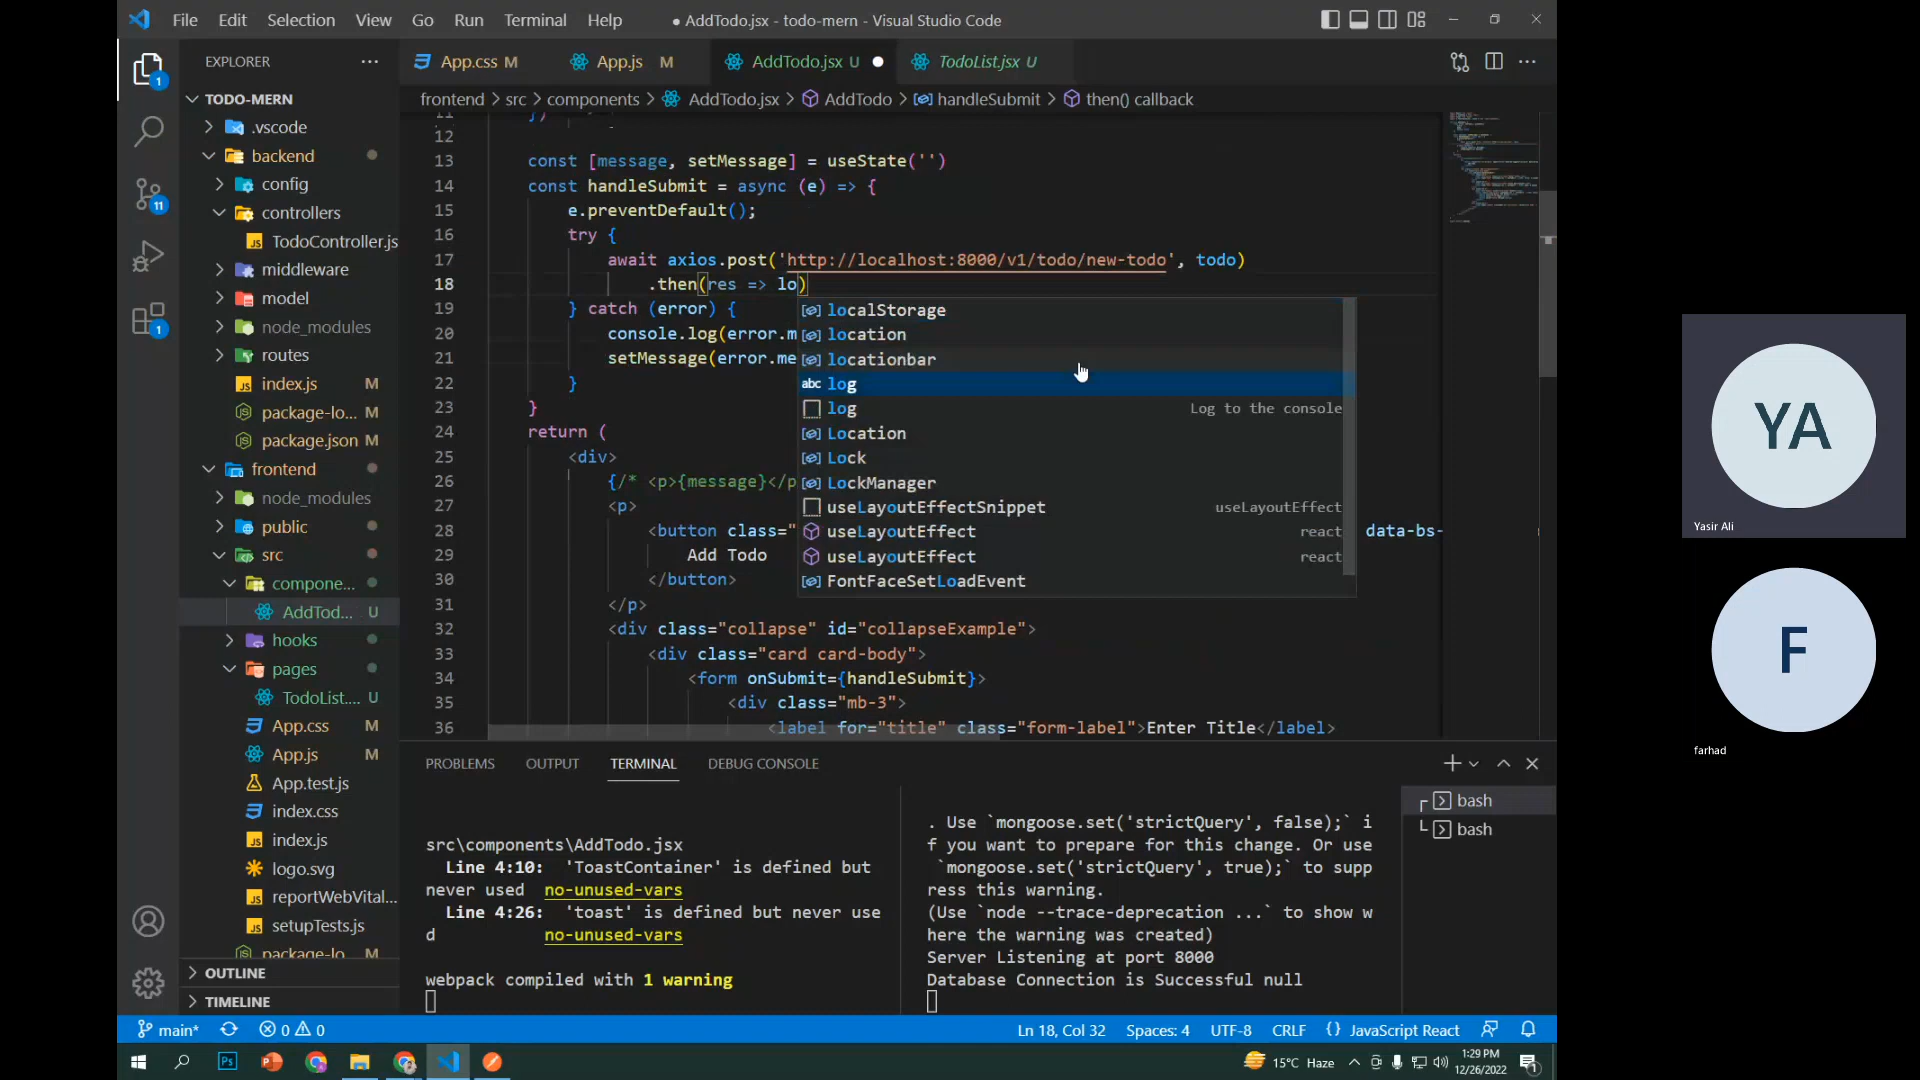 File Edit Selection View Go Run Terminal Help ● AddTodo.jsx - todo-mern - Visual Studio Code
EXPLORER ···
App.css M App.js M AddTodo.jsx U ● TodoList.jsx U
frontend > src > components > AddTodo.jsx > AddTodo > handleSubmit > then() callback
TODO-MERN
.vscode
backend
config
controllers
TodoController.js
middleware
model
node_modules
routes
index.js M
package-lo... M
package.json M
frontend
node_modules
public
src
compone...
AddTod... U
hooks
pages
TodoList.... U
App.css M
App.js M
App.test.js
index.css
index.js
logo.svg
reportWebVital...
setupTests.js
package-lo M
OUTLINE
TIMELINE
11 })
12
13 const [message, setMessage] = useState('')
14 const handleSubmit = async (e) => {
15 e.preventDefault();
16 try {
17 await axios.post('http://localhost:8000/v1/todo/new-todo', todo)
18 .then(res => lo)
19 } catch (error) {
20 console.log(error.m
21 setMessage(error.me
22 }
23 }
24 return (
25 <div>
26 {/* <p>{message}</p
27 <p>
28 <button class=" data-bs-
29 Add Todo
30 </button>
31 </p>
32 <div class="collapse" id="collapseExample">
33 <div class="card card-body">
34 <form onSubmit={handleSubmit}>
35 <div class="mb-3">
36 <label for="title" class="form-label">Enter Title</label>
localStorage
location
locationbar
abc log
log Log to the console
Location
Lock
LockManager
useLayoutEffectSnippet useLayoutEffect
useLayoutEffect react
useLayoutEffect react
FontFaceSetLoadEvent
PROBLEMS OUTPUT TERMINAL DEBUG CONSOLE
src\components\AddTodo.jsx
Line 4:10: 'ToastContainer' is defined but
never used no-unused-vars
Line 4:26: 'toast' is defined but never use
d no-unused-vars
webpack compiled with 1 warning
. Use `mongoose.set('strictQuery', false);` i
f you want to prepare for this change. Or use
`mongoose.set('strictQuery', true);` to supp
ress this warning.
(Use `node --trace-deprecation ...` to show w
here the warning was created)
Server Listening at port 8000
Database Connection is Successful null
bash
bash
1
11
1
main* 0 0 Ln 18, Col 32 Spaces: 4 UTF-8 CRLF {} JavaScript React
Ps P 15°C Haze 1:29 PM
12/26/2022 1
YA
Yasir Ali
F
farhad